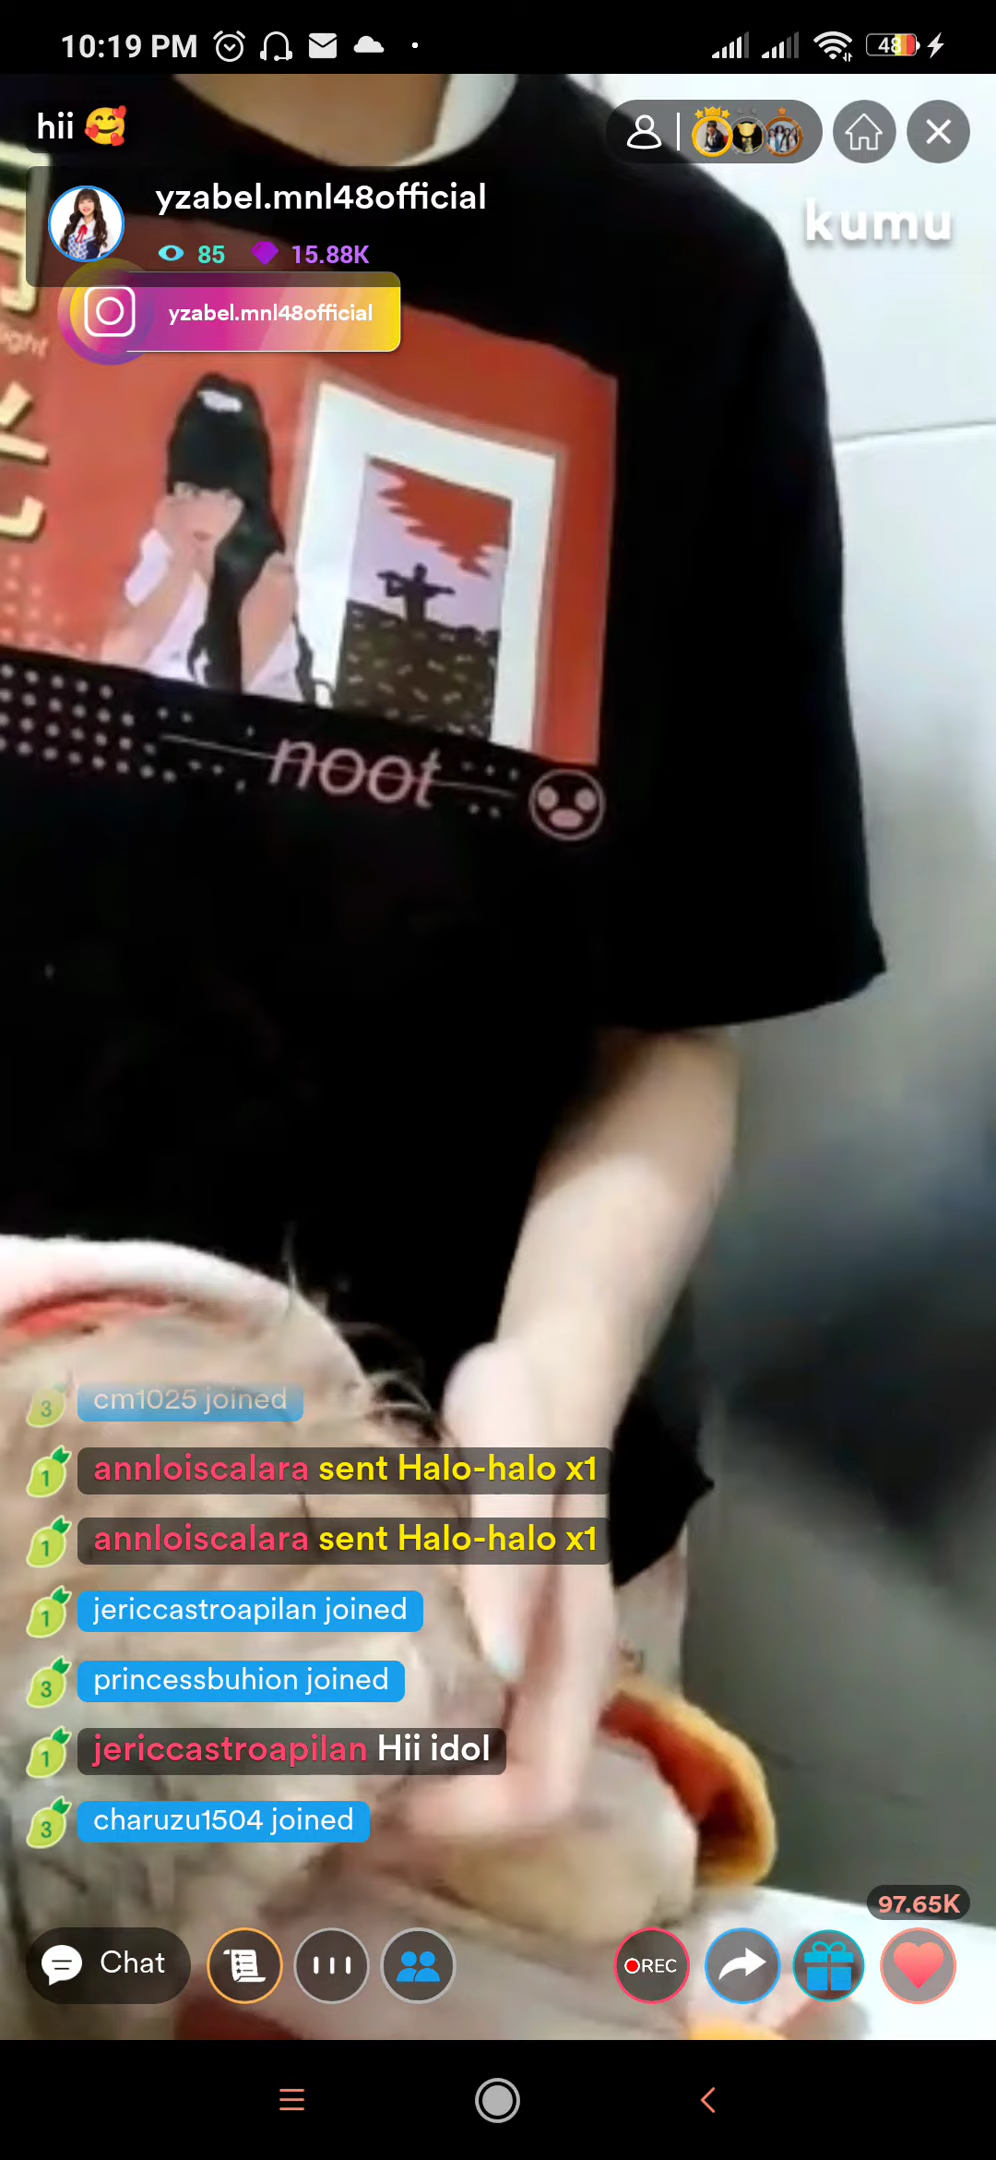 10:19 PM
48
hii 🥰
yzabel.mnl48official
85
15.88K
kumu
yzabel.mnl48official
ight
光
noot
3 cm1025 joined
1 annloiscalara sent Halo-halo x1
1 annloiscalara sent Halo-halo x1
1 jericcastroapilan joined
3 princessbuhion joined
1 jericcastroapilan Hii idol
3 charuzu1504 joined
97.65K
Chat
REC